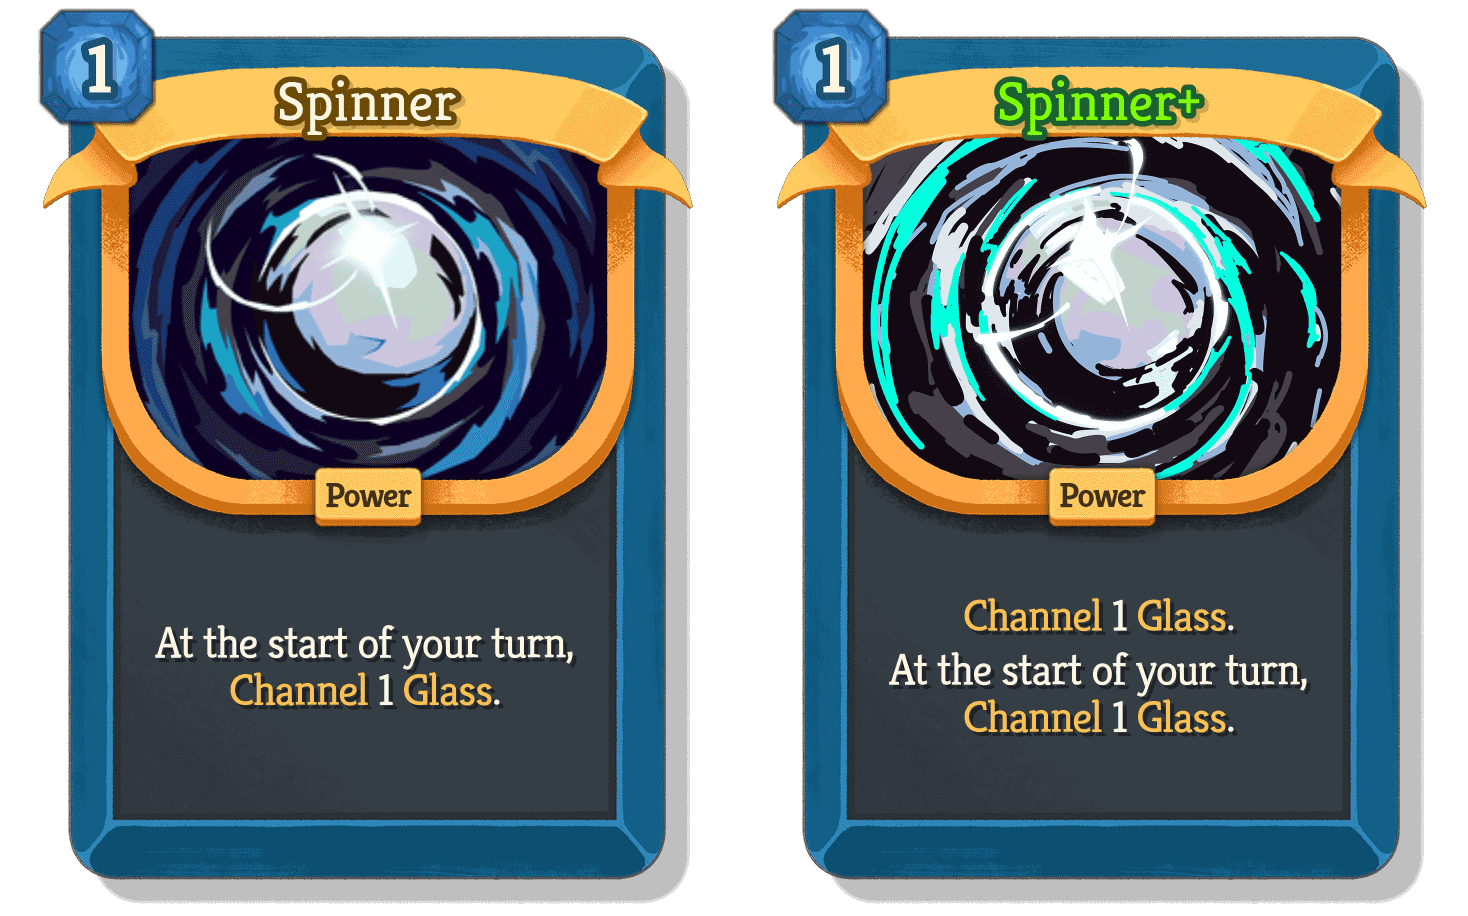 1
Spinner
Power
At the start of your turn,
Channel 1 Glass.
1
Spinner+
Power
Channel 1 Glass.
At the start of your turn,
Channel 1 Glass.